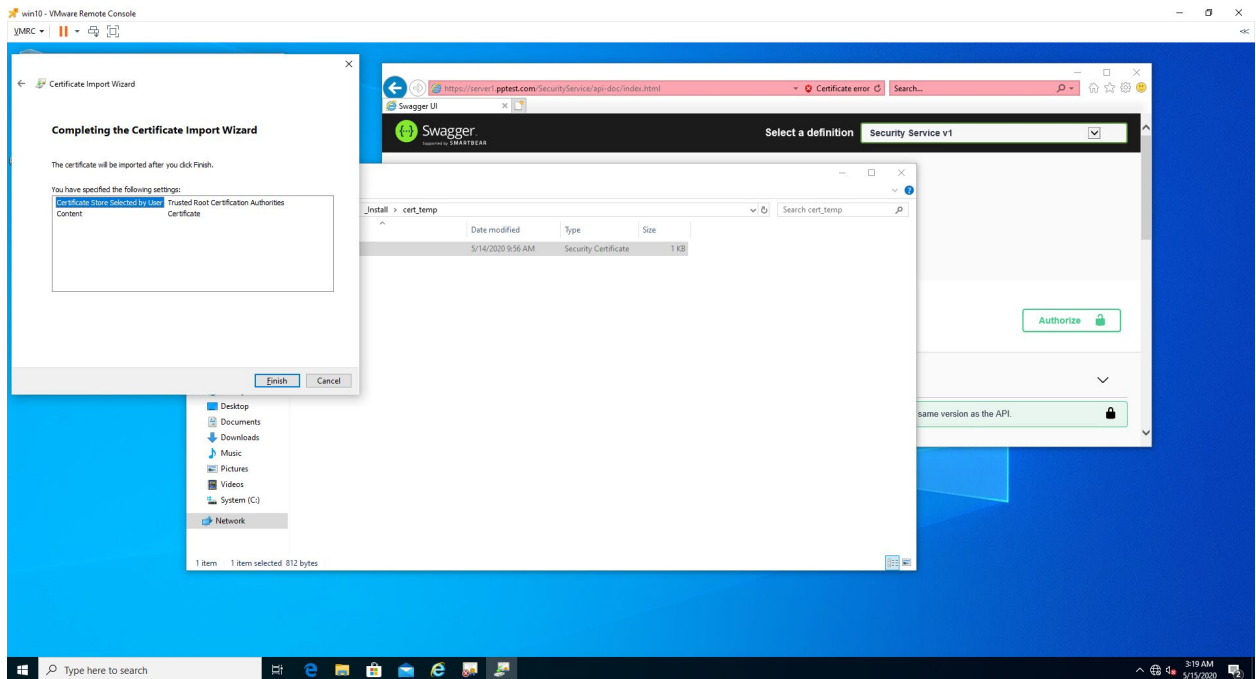 win10 - VMware Remote Console
VMRC
Certificate Import Wizard
Completing the Certificate Import Wizard
The certificate will be imported after you click Finish.
You have specified the following settings:
Certificate Store Selected by User Trusted Root Certification Authorities
Content Certificate
Finish Cancel
https://server1.pptest.com/SecurityService/api-doc/index.html Certificate error Search...
Swagger UI
Swagger.
Supported by SMARTBEAR
Select a definition Security Service v1
_Install > cert_temp Search cert_temp
Date modified Type Size
5/14/2020 9:56 AM Security Certificate 1 KB
Authorize
same version as the API.
Desktop
Documents
Downloads
Music
Pictures
Videos
System (C:)
Network
1 item 1 item selected 812 bytes
Type here to search
3:19 AM
5/15/2020
2